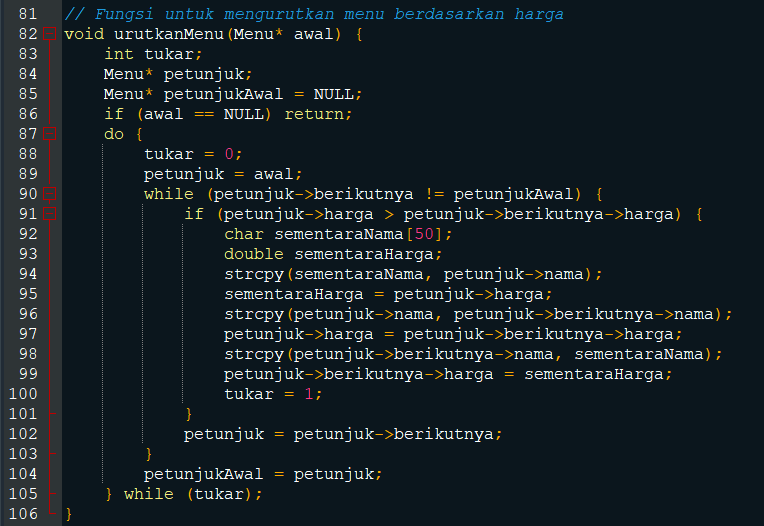 81 // Fungsi untuk mengurutkan menu berdasarkan harga
82 void urutkanMenu(Menu* awal) {
83     int tukar;
84     Menu* petunjuk;
85     Menu* petunjukAwal = NULL;
86     if (awal == NULL) return;
87     do {
88         tukar = 0;
89         petunjuk = awal;
90         while (petunjuk->berikutnya != petunjukAwal) {
91             if (petunjuk->harga > petunjuk->berikutnya->harga) {
92                 char sementaraNama[50];
93                 double sementaraHarga;
94                 strcpy(sementaraNama, petunjuk->nama);
95                 sementaraHarga = petunjuk->harga;
96                 strcpy(petunjuk->nama, petunjuk->berikutnya->nama);
97                 petunjuk->harga = petunjuk->berikutnya->harga;
98                 strcpy(petunjuk->berikutnya->nama, sementaraNama);
99                 petunjuk->berikutnya->harga = sementaraHarga;
100                 tukar = 1;
101             }
102             petunjuk = petunjuk->berikutnya;
103         }
104         petunjukAwal = petunjuk;
105     } while (tukar);
106 }